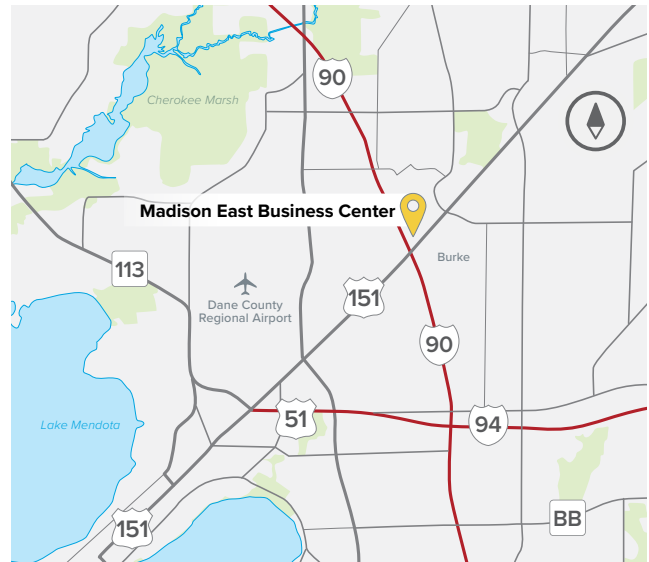 90
Cherokee Marsh
Madison East Business Center
113
Burke
Dane County
Regional Airport
151
90
51
94
Lake Mendota
BB
151